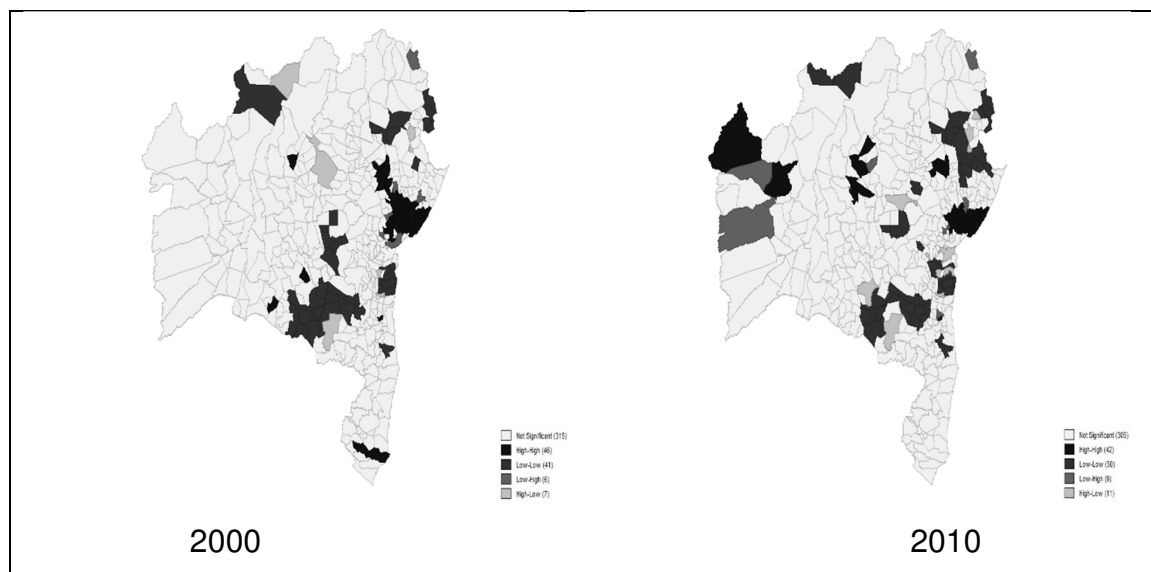 Not Significant (315)
High-High (46)
Low-Low (41)
Low-High (6)
High-Low (7)
2000
Not Significant (305)
High-High (42)
Low-Low (50)
Low-High (9)
High-Low (11)
2010